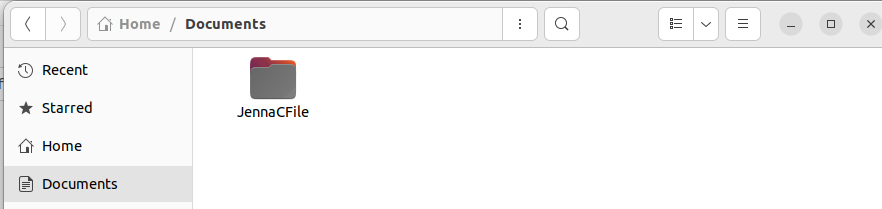 Home / Documents
Recent
Starred
Home
Documents
JennaCFile